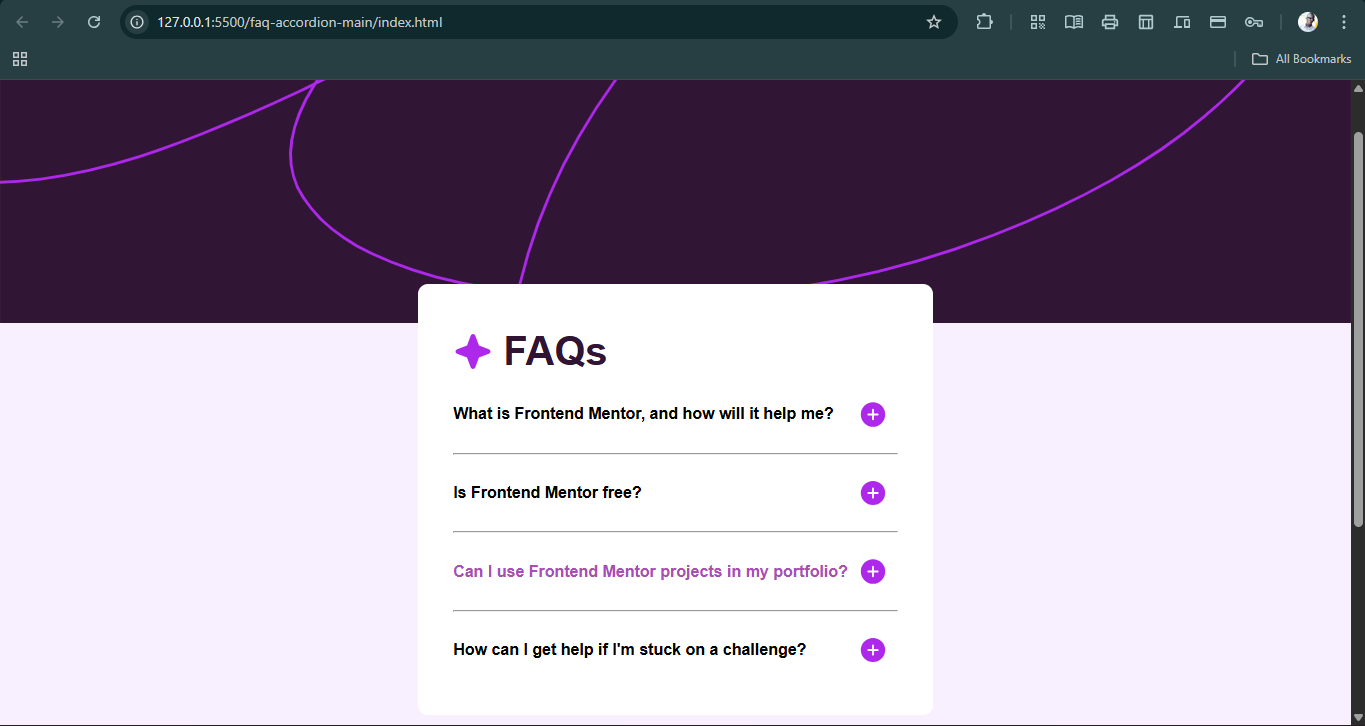 127.0.0.1:5500/faq-accordion-main/index.html
All Bookmarks
FAQs
What is Frontend Mentor, and how will it help me?
Is Frontend Mentor free?
Can I use Frontend Mentor projects in my portfolio?
How can I get help if I'm stuck on a challenge?